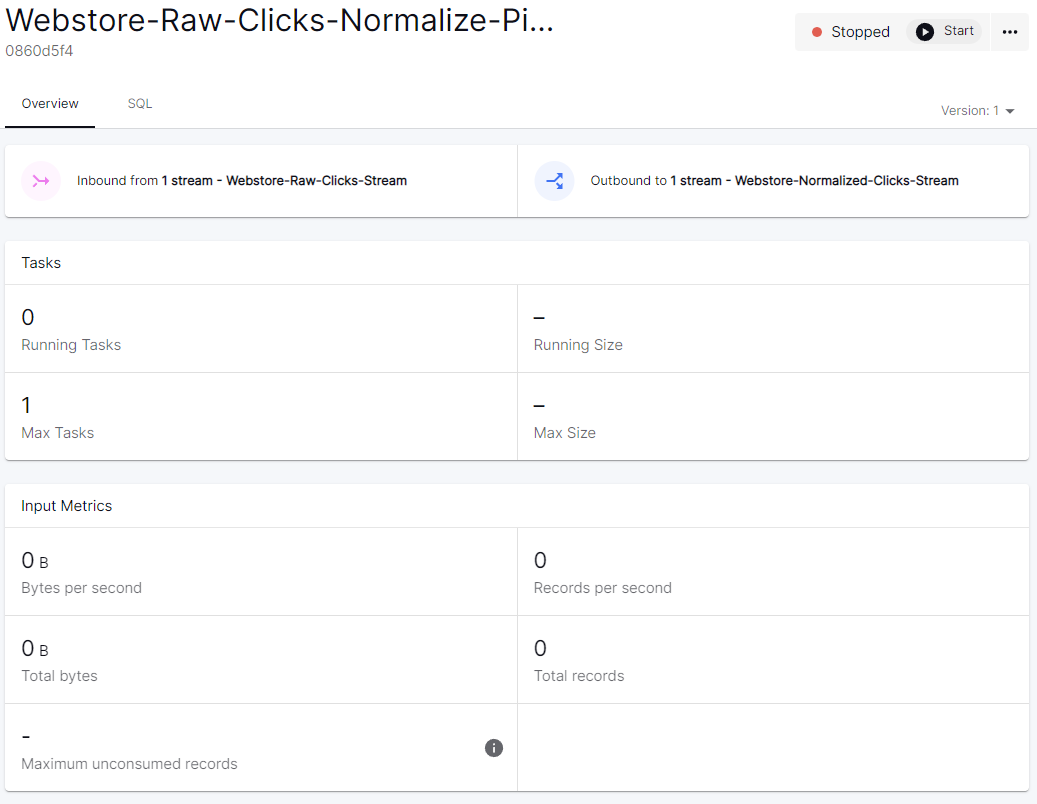 Webstore-Raw-Clicks-Normalize-Pi...
0860d5f4
Stopped
Start
Overview
SQL
Version: 1
Inbound from 1 stream - Webstore-Raw-Clicks-Stream
Outbound to 1 stream - Webstore-Normalized-Clicks-Stream
Tasks
0
Running Tasks
–
Running Size
1
Max Tasks
–
Max Size
Input Metrics
0 B
Bytes per second
0
Records per second
0 B
Total bytes
0
Total records
-
Maximum unconsumed records